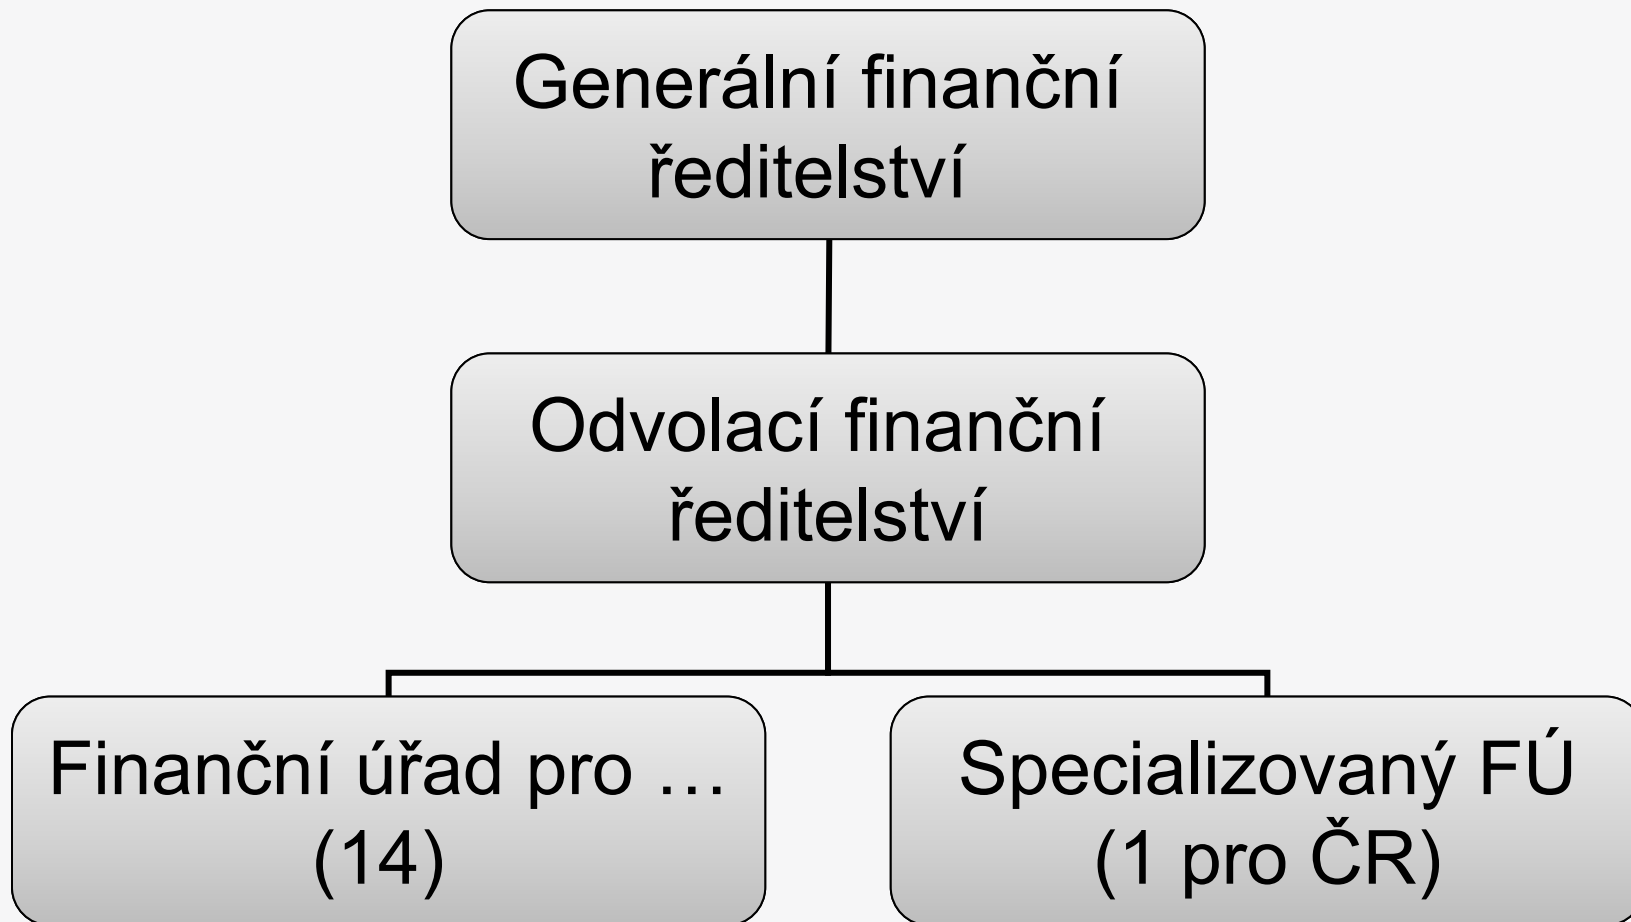 Generální finanční
ředitelství
Odvolací finanční
ředitelství
Finanční úřad pro …
(14)
Specializovaný FÚ
(1 pro ČR)